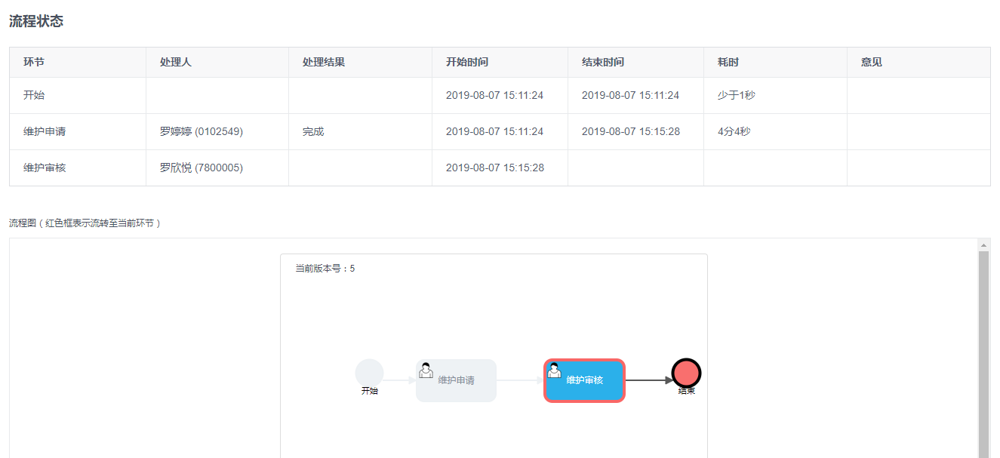 流程状态
环节 处理人 处理结果 开始时间 结束时间 耗时 意见
开始 2019-08-07 15:11:24 2019-08-07 15:11:24 少于1秒
维护申请 罗婷婷 (0102549) 完成 2019-08-07 15:11:24 2019-08-07 15:15:28 4分4秒
维护审核 罗欣悦 (7800005) 2019-08-07 15:15:28
流程图（红色框表示流转至当前环节）
当前版本号：5
维护申请 维护审核
开始 结束